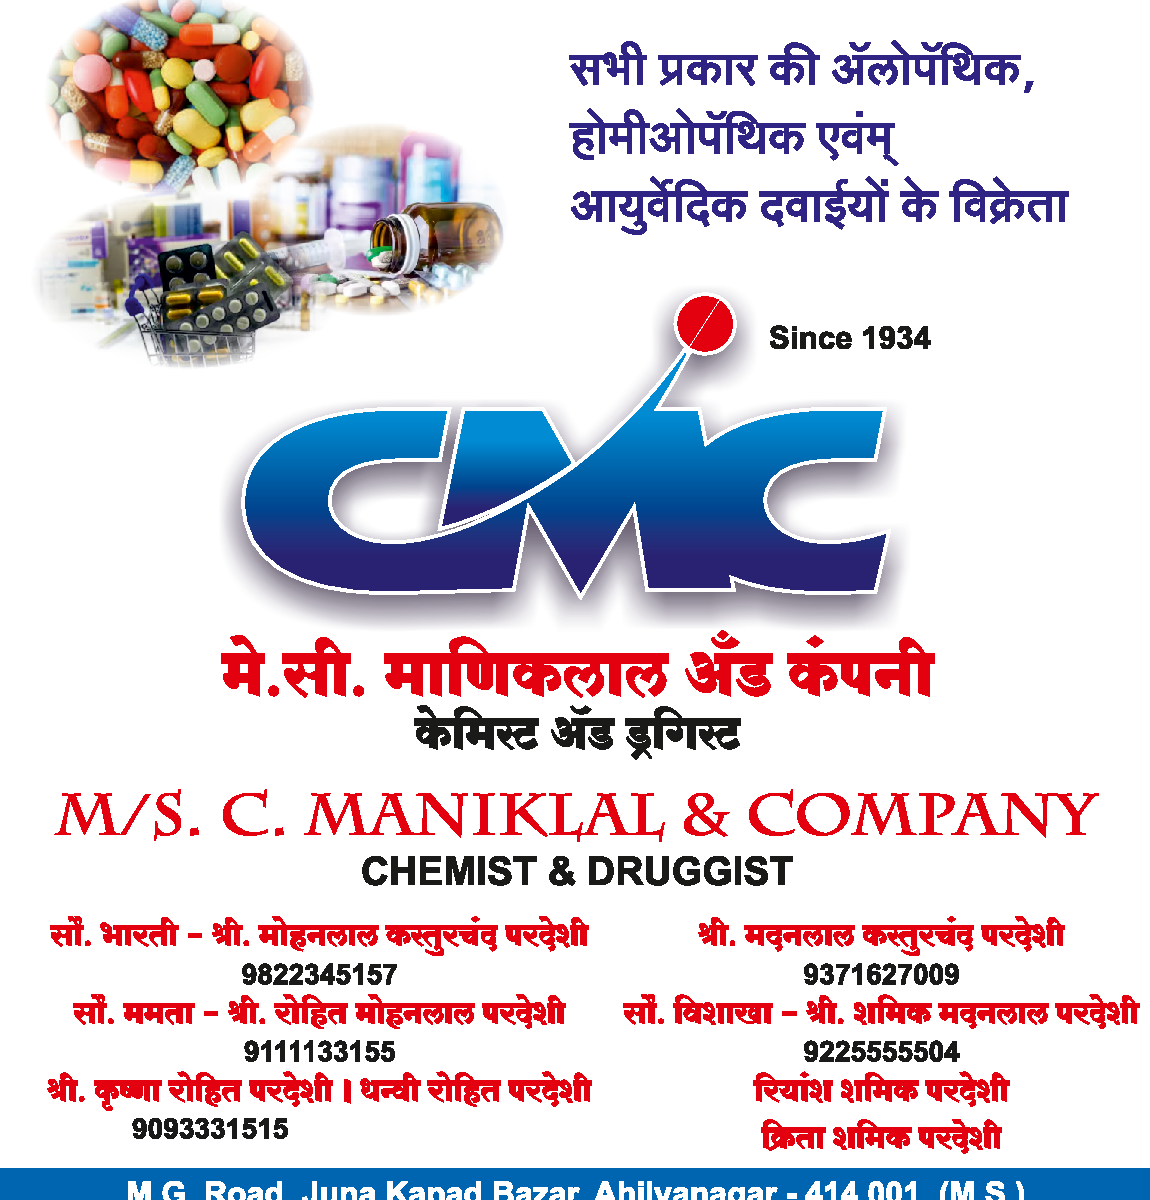 सभी प्रकार की ॲलोपॅथिक,
होमीओपॅथिक एवंम्
आयुर्वेदिक दवाईयों के विक्रेता
Since 1934
CMC
मे.सी. माणिकलाल अँड कंपनी
केमिस्ट ॲड ड्रगिस्ट
M/S. C. MANIKLAL & COMPANY
CHEMIST & DRUGGIST
सौं. भारती - श्री. मोहनलाल कस्तुरचंद परदेशी
9822345157
सौं. ममता - श्री. रोहित मोहनलाल परदेशी
9111133155
श्री. कृष्णा रोहित परदेशी । धन्वी रोहित परदेशी
9093331515
श्री. मदनलाल कस्तुरचंद परदेशी
9371627009
सौं. विशाखा - श्री. शमिक मदनलाल परदेशी
9225555504
रियांश शमिक परदेशी
क्रिता शमिक परदेशी
M.G. Road, Juna Kapad Bazar, Ahilyanagar - 414 001. (M.S.)